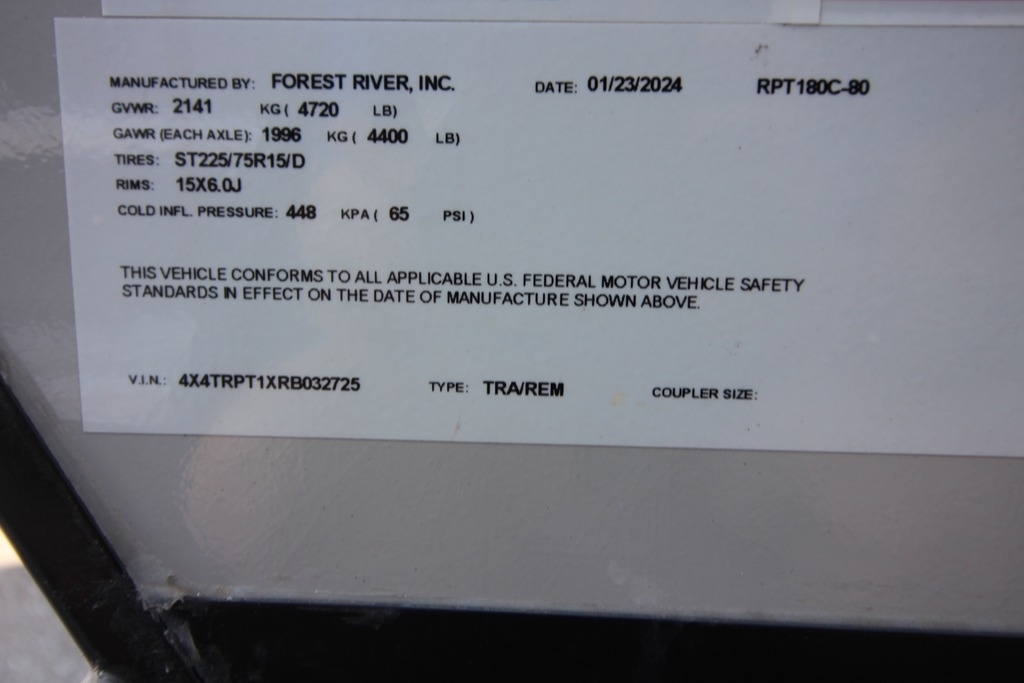 MANUFACTURED BY: FOREST RIVER, INC. DATE: 01/23/2024 RPT180C-80
GVWR: 2141 KG ( 4720 LB)
GAWR (EACH AXLE): 1996 KG ( 4400 LB)
TIRES: ST225/75R15/D
RIMS: 15X6.0J
COLD INFL. PRESSURE: 448 KPA ( 65 PSI )
THIS VEHICLE CONFORMS TO ALL APPLICABLE U.S. FEDERAL MOTOR VEHICLE SAFETY
STANDARDS IN EFFECT ON THE DATE OF MANUFACTURE SHOWN ABOVE.
V.I.N.: 4X4TRPT1XRB032725 TYPE: TRA/REM COUPLER SIZE: